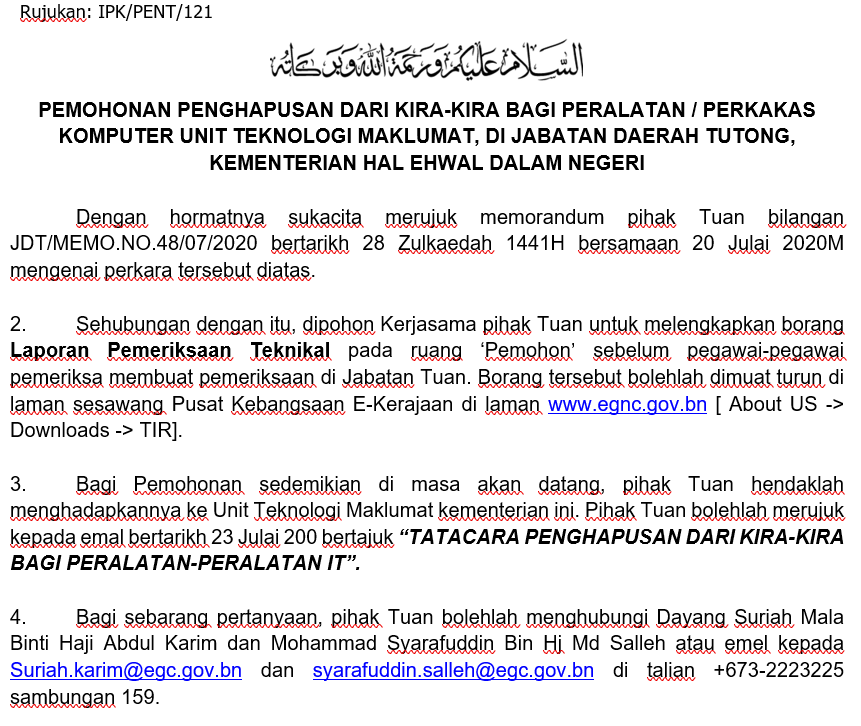 Rujukan: IPK/PENT/121
السلام عليكم ورحمة الله وبركاته
PEMOHONAN PENGHAPUSAN DARI KIRA-KIRA BAGI PERALATAN / PERKAKAS
KOMPUTER UNIT TEKNOLOGI MAKLUMAT, DI JABATAN DAERAH TUTONG,
KEMENTERIAN HAL EHWAL DALAM NEGERI
Dengan hormatnya sukacita merujuk memorandum pihak Tuan bilangan
JDT/MEMO.NO.48/07/2020 bertarikh 28 Zulkaedah 1441H bersamaan 20 Julai 2020M
mengenai perkara tersebut diatas.
2. Sehubungan dengan itu, dipohon Kerjasama pihak Tuan untuk melengkapkan borang
Laporan Pemeriksaan Teknikal pada ruang ‘Pemohon’ sebelum pegawai-pegawai
pemeriksa membuat pemeriksaan di Jabatan Tuan. Borang tersebut bolehlah dimuat turun di
laman sesawang Pusat Kebangsaan E-Kerajaan di laman www.egnc.gov.bn [ About US ->
Downloads -> TIR].
3. Bagi Pemohonan sedemikian di masa akan datang, pihak Tuan hendaklah
menghadapkannya ke Unit Teknologi Maklumat kementerian ini. Pihak Tuan bolehlah merujuk
kepada emal bertarikh 23 Julai 200 bertajuk “TATACARA PENGHAPUSAN DARI KIRA-KIRA
BAGI PERALATAN-PERALATAN IT”.
4. Bagi sebarang pertanyaan, pihak Tuan bolehlah menghubungi Dayang Suriah Mala
Binti Haji Abdul Karim dan Mohammad Syarafuddin Bin Hj Md Salleh atau emel kepada
Suriah.karim@egc.gov.bn dan syarafuddin.salleh@egc.gov.bn di talian +673-2223225
sambungan 159.